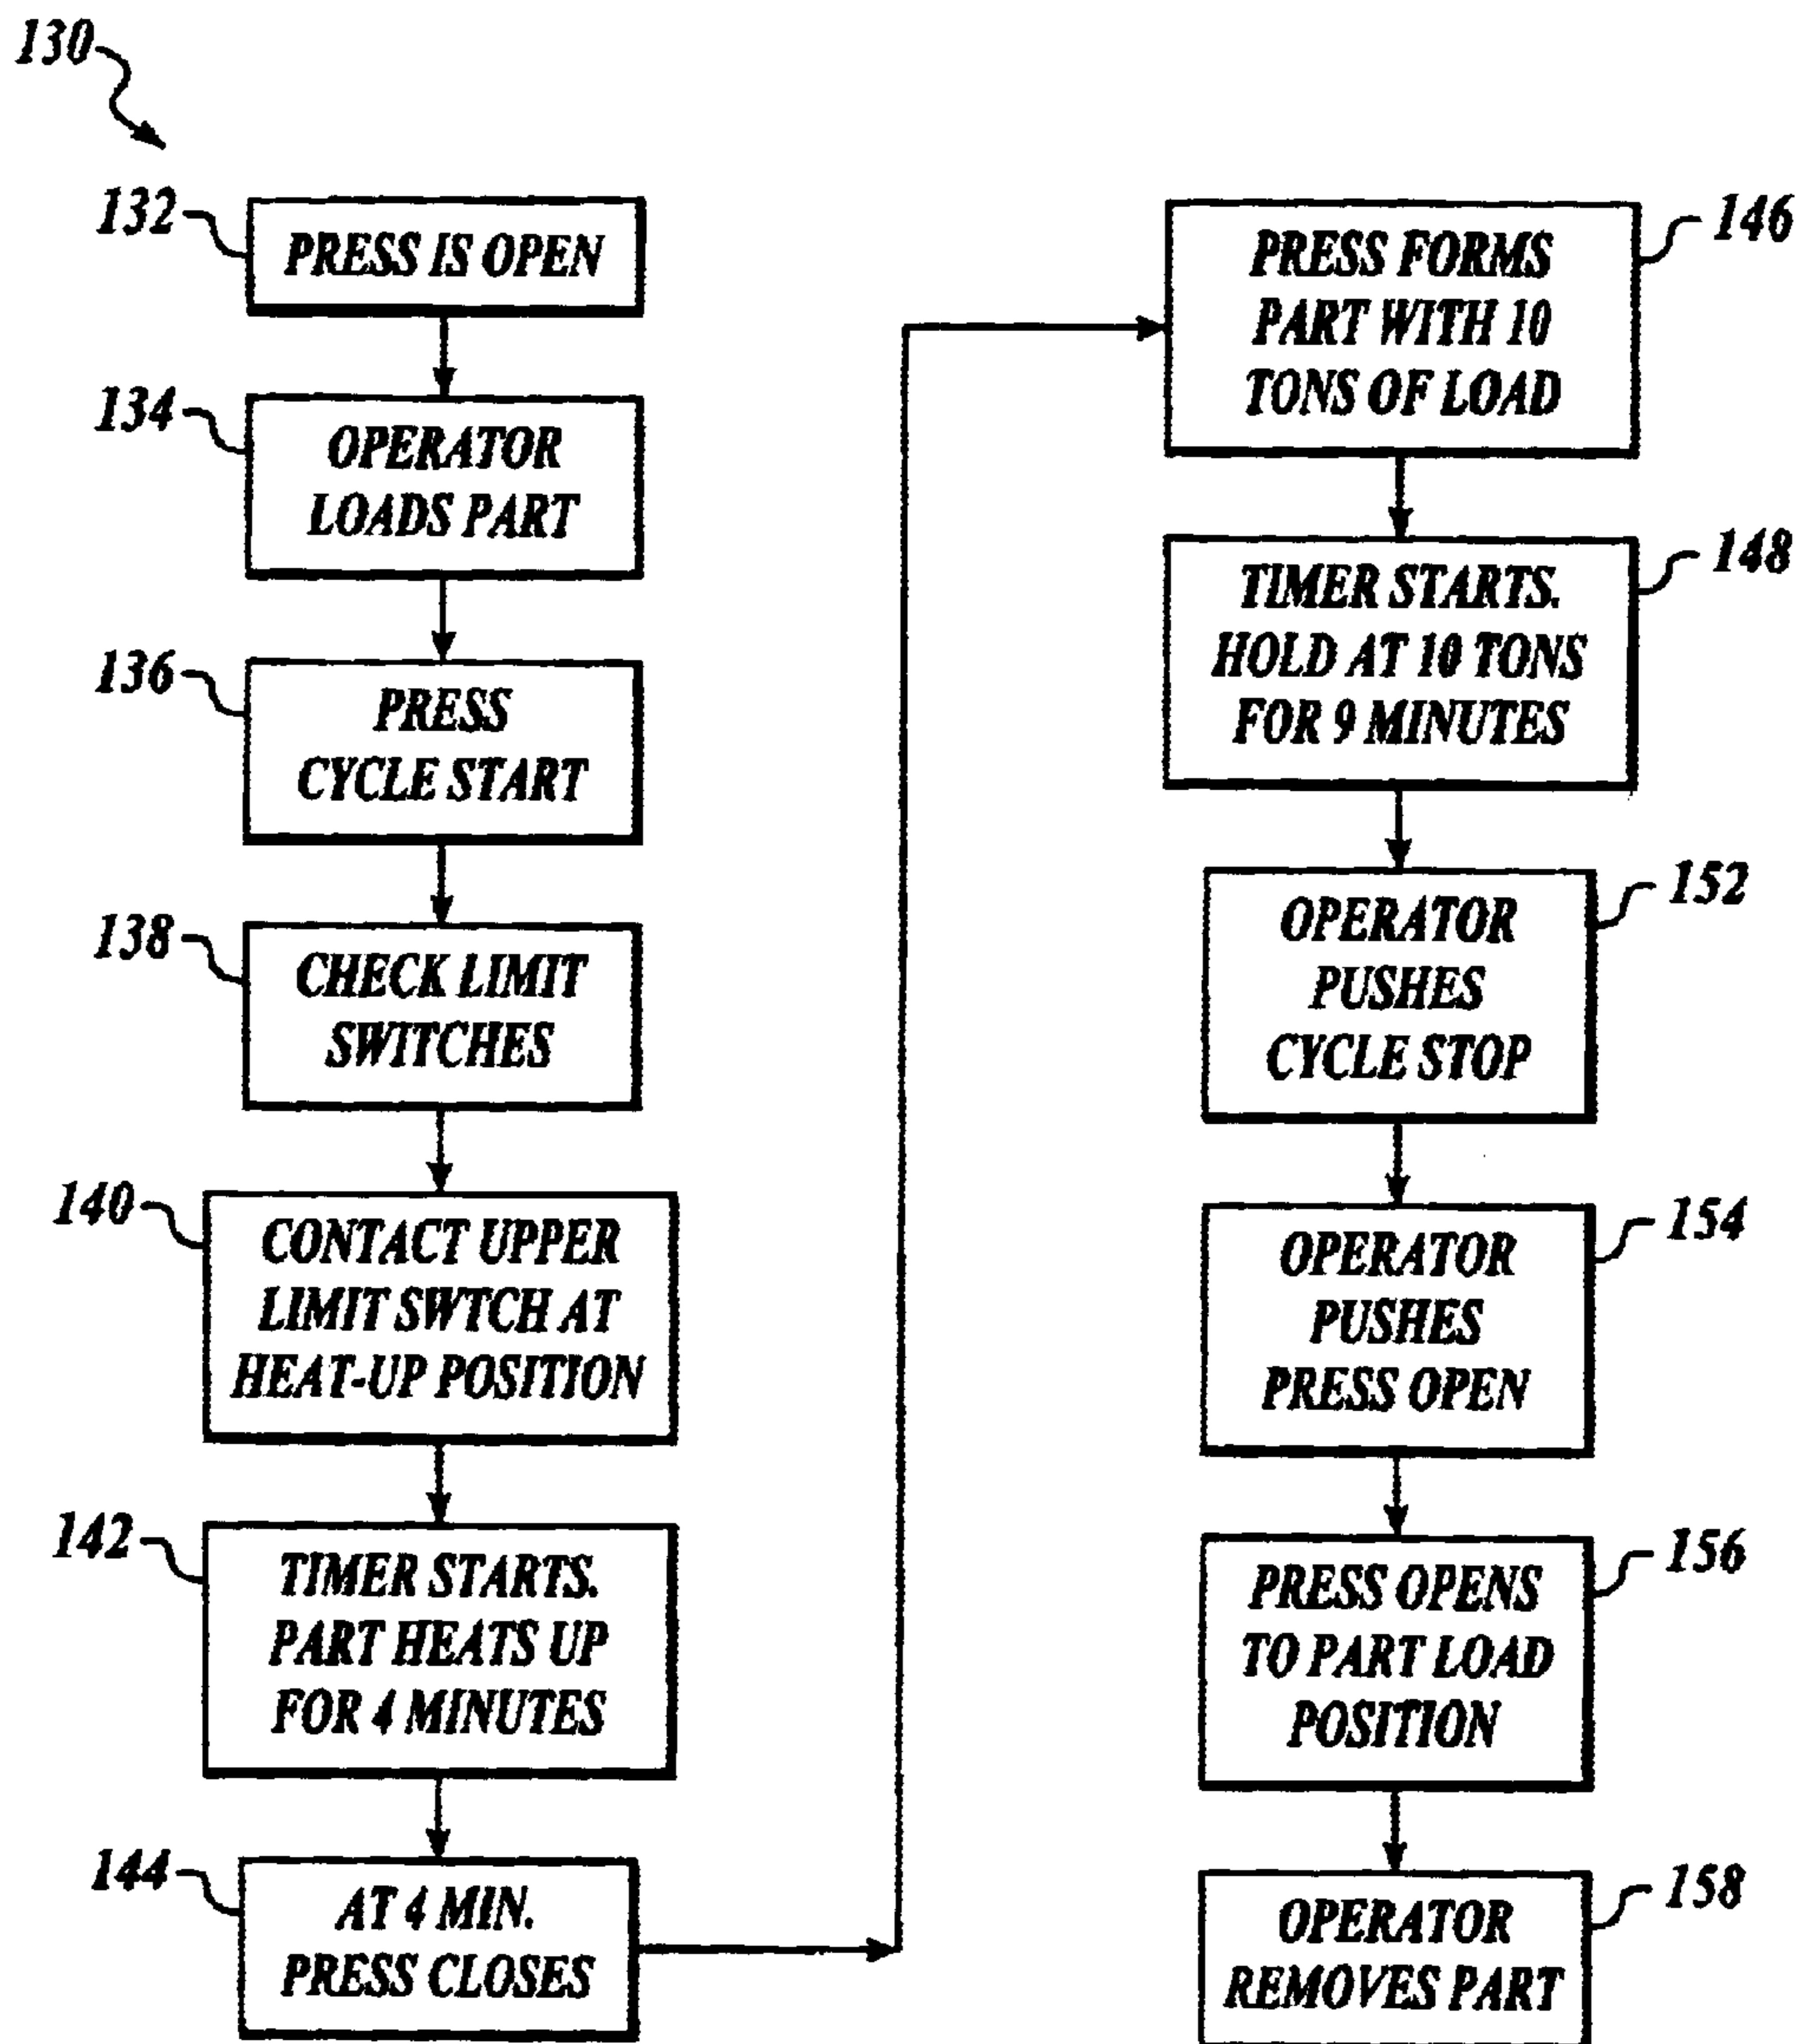 130
132
PRESS IS OPEN
134
OPERATOR
LOADS PART
136
PRESS
CYCLE START
138
CHECK LIMIT
SWITCHES
140
CONTACT UPPER
LIMIT SWTCH AT
HEAT-UP POSITION
142
TIMER STARTS.
PART HEATS UP
FOR 4 MINUTES
144
AT 4 MIN.
PRESS CLOSES
146
PRESS FORMS
PART WITH 10
TONS OF LOAD
148
TIMER STARTS.
HOLD AT 10 TONS
FOR 9 MINUTES
152
OPERATOR
PUSHES
CYCLE STOP
154
OPERATOR
PUSHES
PRESS OPEN
156
PRESS OPENS
TO PART LOAD
POSITION
158
OPERATOR
REMOVES PART